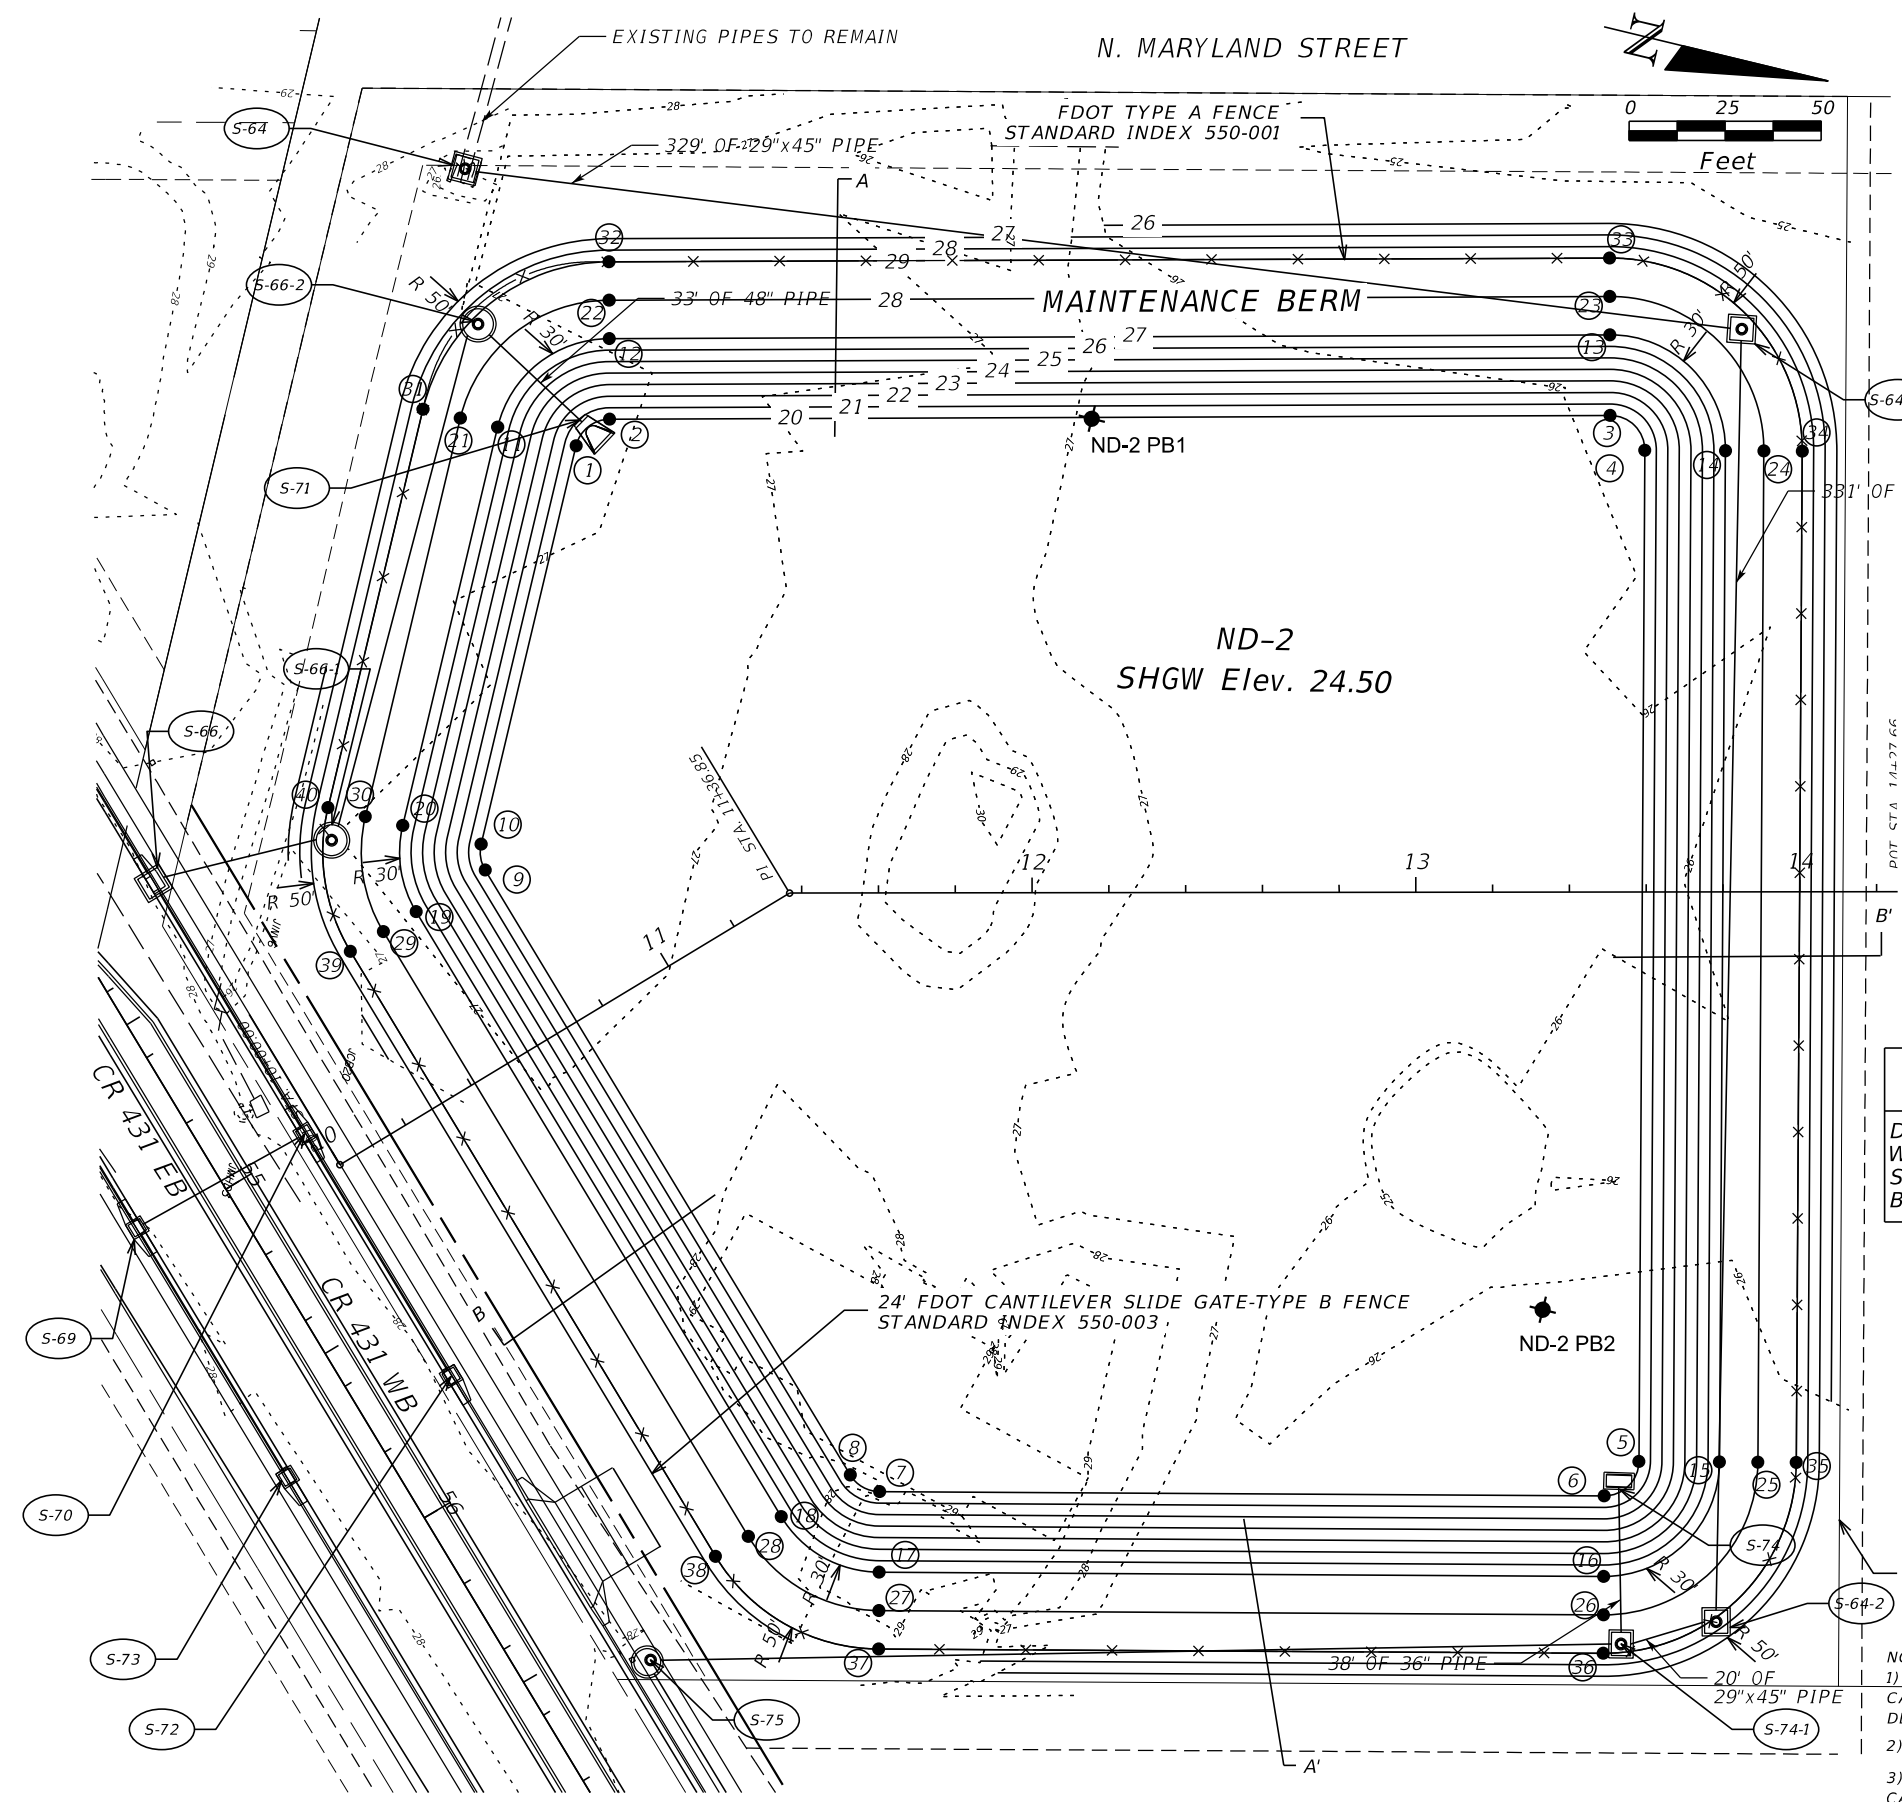 EXISTING PIPES TO REMAIN
N. MARYLAND STREET
N
0 25 50
Feet
FDOT TYPE A FENCE
STANDARD INDEX 550-001
S-64
329' OF 29"x45" PIPE
A
S-66-2
R 50'
R 30'
33' OF 48" PIPE
MAINTENANCE BERM
26
27
28
29
28
27
26
25
24
23
22
21
20
R 50'
R 30'
S-64
32
33
22
23
12
13
31
21
11
1
2
3
4
14
24
34
S-71
ND-2 PB1
331' OF
ND-2
SHGW Elev. 24.50
S-66-1
S-66
40
30
20
10
9
19
29
39
R 30'
R 50'
PI STA. 11+36.85
11
12
13
14
B'
CR 431 EB
55
CR 431 WB
B
56
S-69
S-70
S-73
S-72
24' FDOT CANTILEVER SLIDE GATE-TYPE B FENCE
STANDARD INDEX 550-003
ND-2 PB2
8
7
6
5
18
28
38
17
27
37
16
26
36
15
25
35
R 30'
R 50'
R 30'
R 50'
S-74
S-64-2
38' OF 36" PIPE
20' OF
29"x45" PIPE
S-74-1
S-75
A'
1)
2)
3)